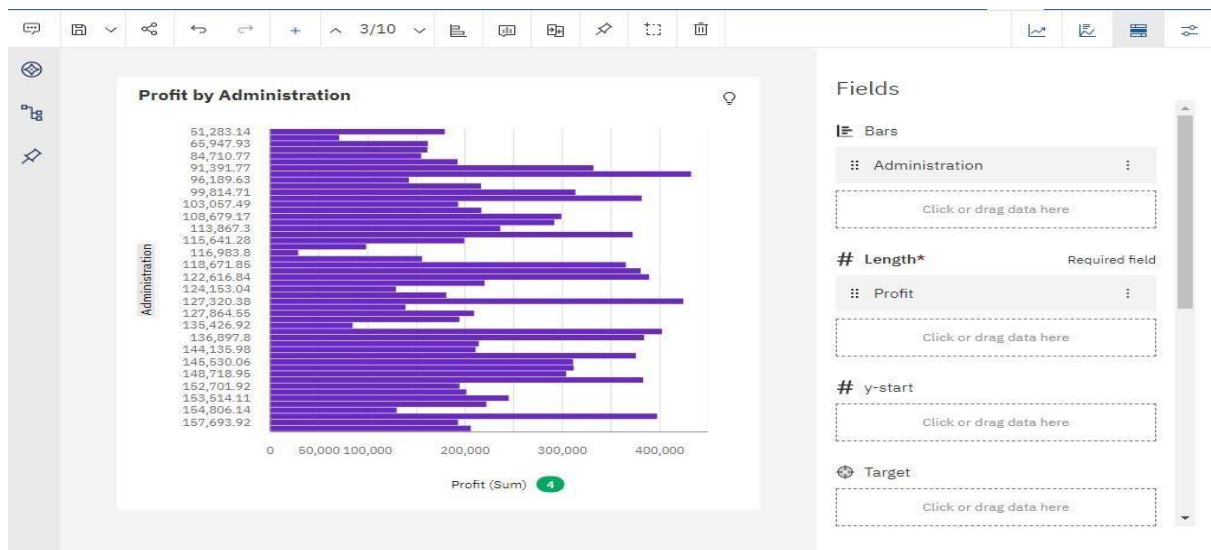 3/10
Profit by Administration
51,283.14
65,947.93
84,710.77
91,391.77
96,189.63
99,814.71
103,057.49
108,679.17
113,867.3
115,641.28
116,983.8
118,671.85
122,616.84
124,153.04
127,320.38
127,864.55
135,426.92
136,897.8
144,135.98
145,530.06
148,718.95
152,701.92
153,514.11
154,806.14
157,693.92
Administration
0 50,000 100,000 200,000 300,000 400,000
Profit (Sum) 4
Fields
Bars
Administration
Click or drag data here
# Length* Required field
Profit
Click or drag data here
# y-start
Click or drag data here
Target
Click or drag data here